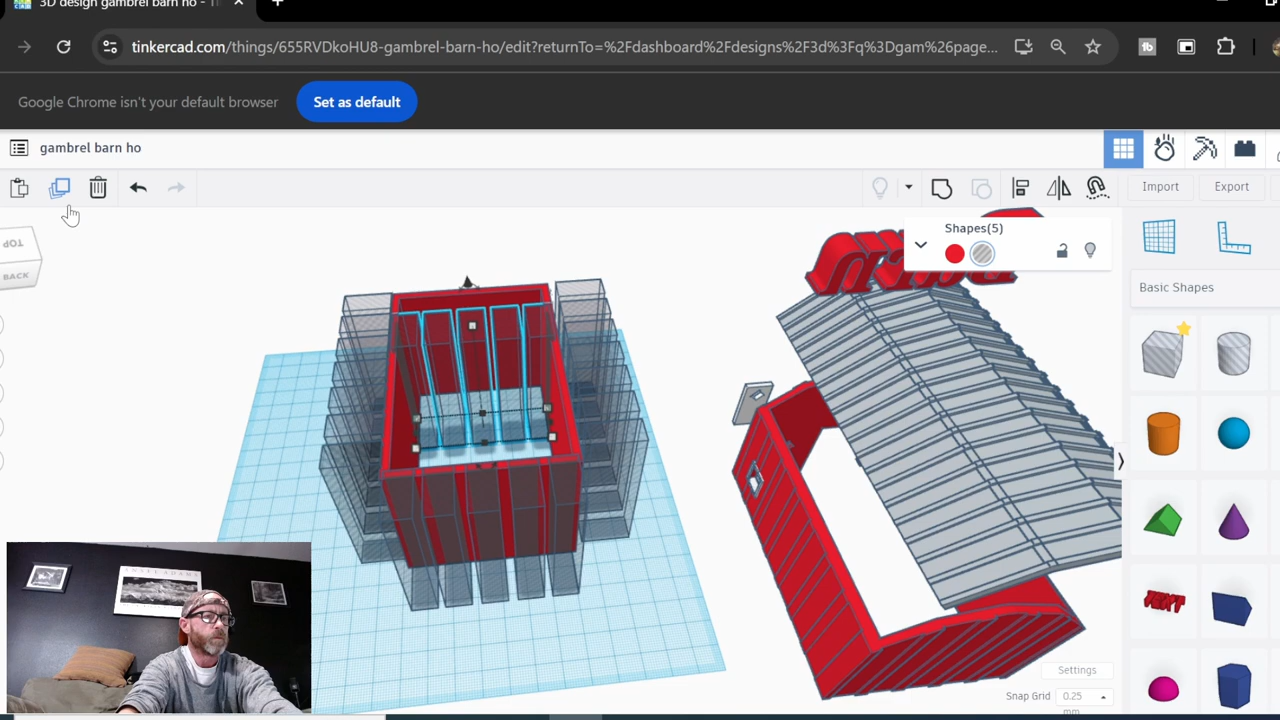 3D design gambrel barn ho - Ti
tinkercad.com/things/655RVDkoHU8-gambrel-barn-ho/edit?returnTo=%2Fdashboard%2Fdesigns%2F3d%3Fq%3Dgam%26page...
Google Chrome isn't your default browser
Set as default
gambrel barn ho
Import
Export
Shapes(5)
TOP
BACK
Basic Shapes
Settings
Snap Grid
0.25
mm